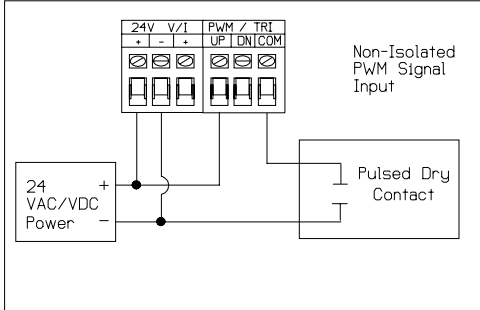 24V V/I PWM / TRI
+ - + UP DN COM
Non-Isolated
PWM Signal
Input
24 +
VAC/VDC
Power -
Pulsed Dry
Contact